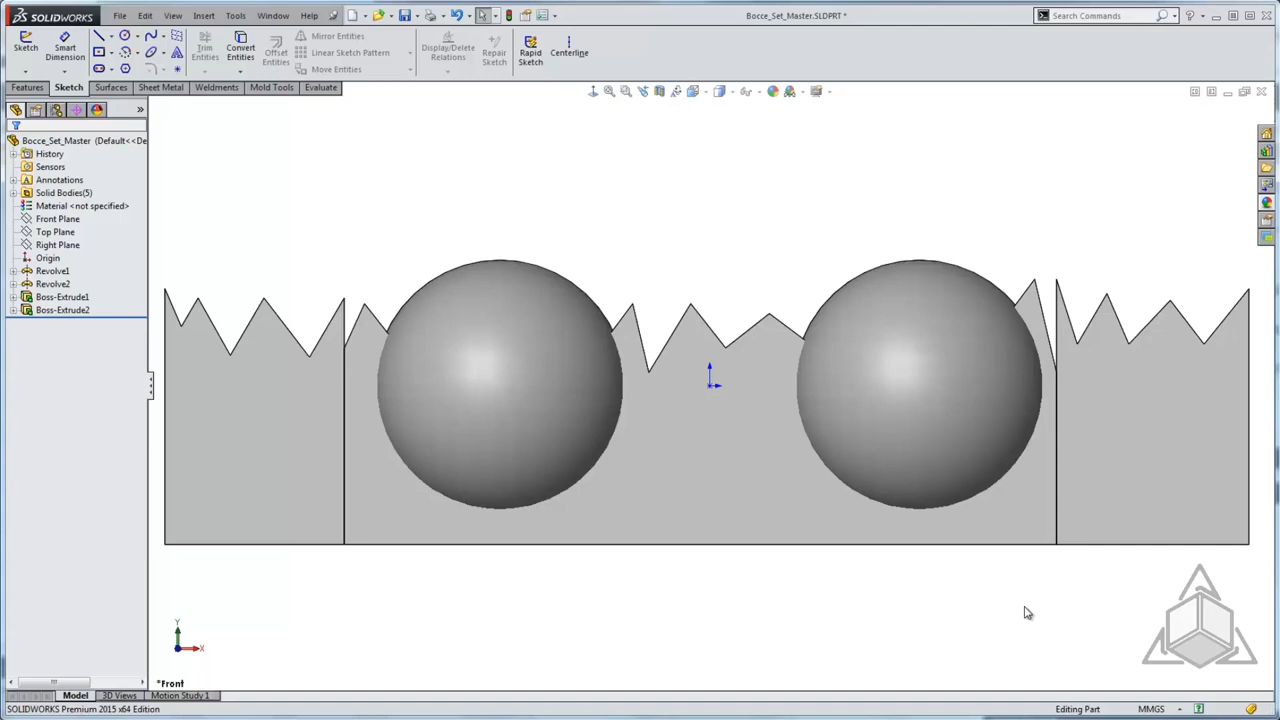 SOLIDWORKS File Edit View Insert Tools Window Help Bocce_Set_Master.SLDPRT * Search Commands
Sketch Smart Dimension Trim Entities Convert Entities Offset Entities Mirror Entities Linear Sketch Pattern Move Entities Display/Delete Relations Repair Sketch Rapid Sketch Centerline
Features Sketch Surfaces Sheet Metal Weldments Mold Tools Evaluate
Bocce_Set_Master (Default<<De
History
Sensors
Annotations
Solid Bodies(5)
Material <not specified>
Front Plane
Top Plane
Right Plane
Origin
Revolve1
Revolve2
Boss-Extrude1
Boss-Extrude2
Y
X
*Front
Model 3D Views Motion Study 1
SOLIDWORKS Premium 2015 x64 Edition Editing Part MMGS